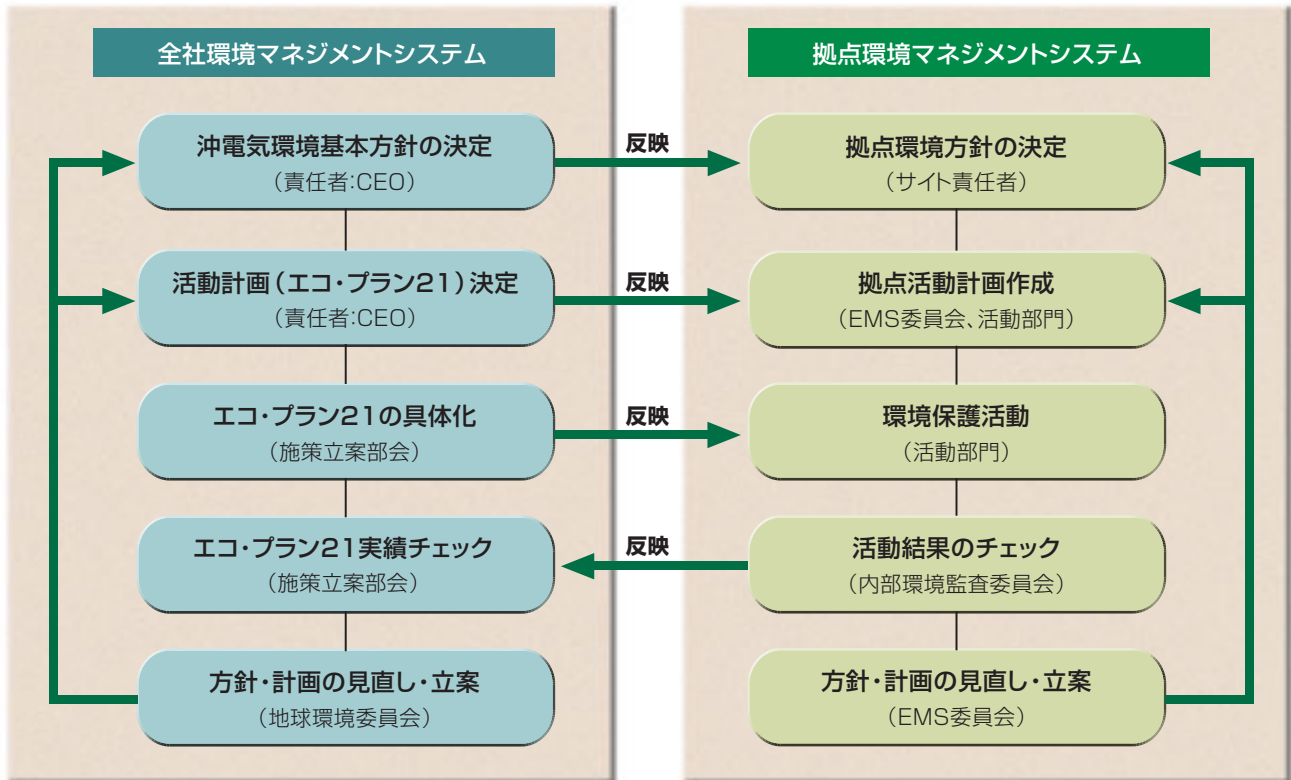 全社環境マネジメントシステム
沖電気環境基本方針の決定
（責任者:CEO）
活動計画（エコ・プラン21）決定
（責任者:CEO）
エコ・プラン21の具体化
（施策立案部会）
エコ・プラン21実績チェック
（施策立案部会）
方針・計画の見直し・立案
（地球環境委員会）
反映
反映
反映
反映
拠点環境マネジメントシステム
拠点環境方針の決定
（サイト責任者）
拠点活動計画作成
（EMS委員会、活動部門）
環境保護活動
（活動部門）
活動結果のチェック
（内部環境監査委員会）
方針・計画の見直し・立案
（EMS委員会）